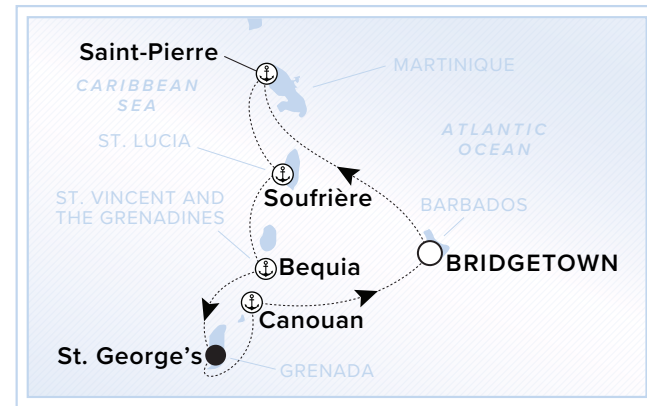 Saint-Pierre
MARTINIQUE
CARIBBEAN
SEA
ATLANTIC
OCEAN
ST. LUCIA
Soufrière
ST. VINCENT AND
THE GRENADINES
BARBADOS
BRIDGETOWN
Bequia
Canouan
St. George's
GRENADA